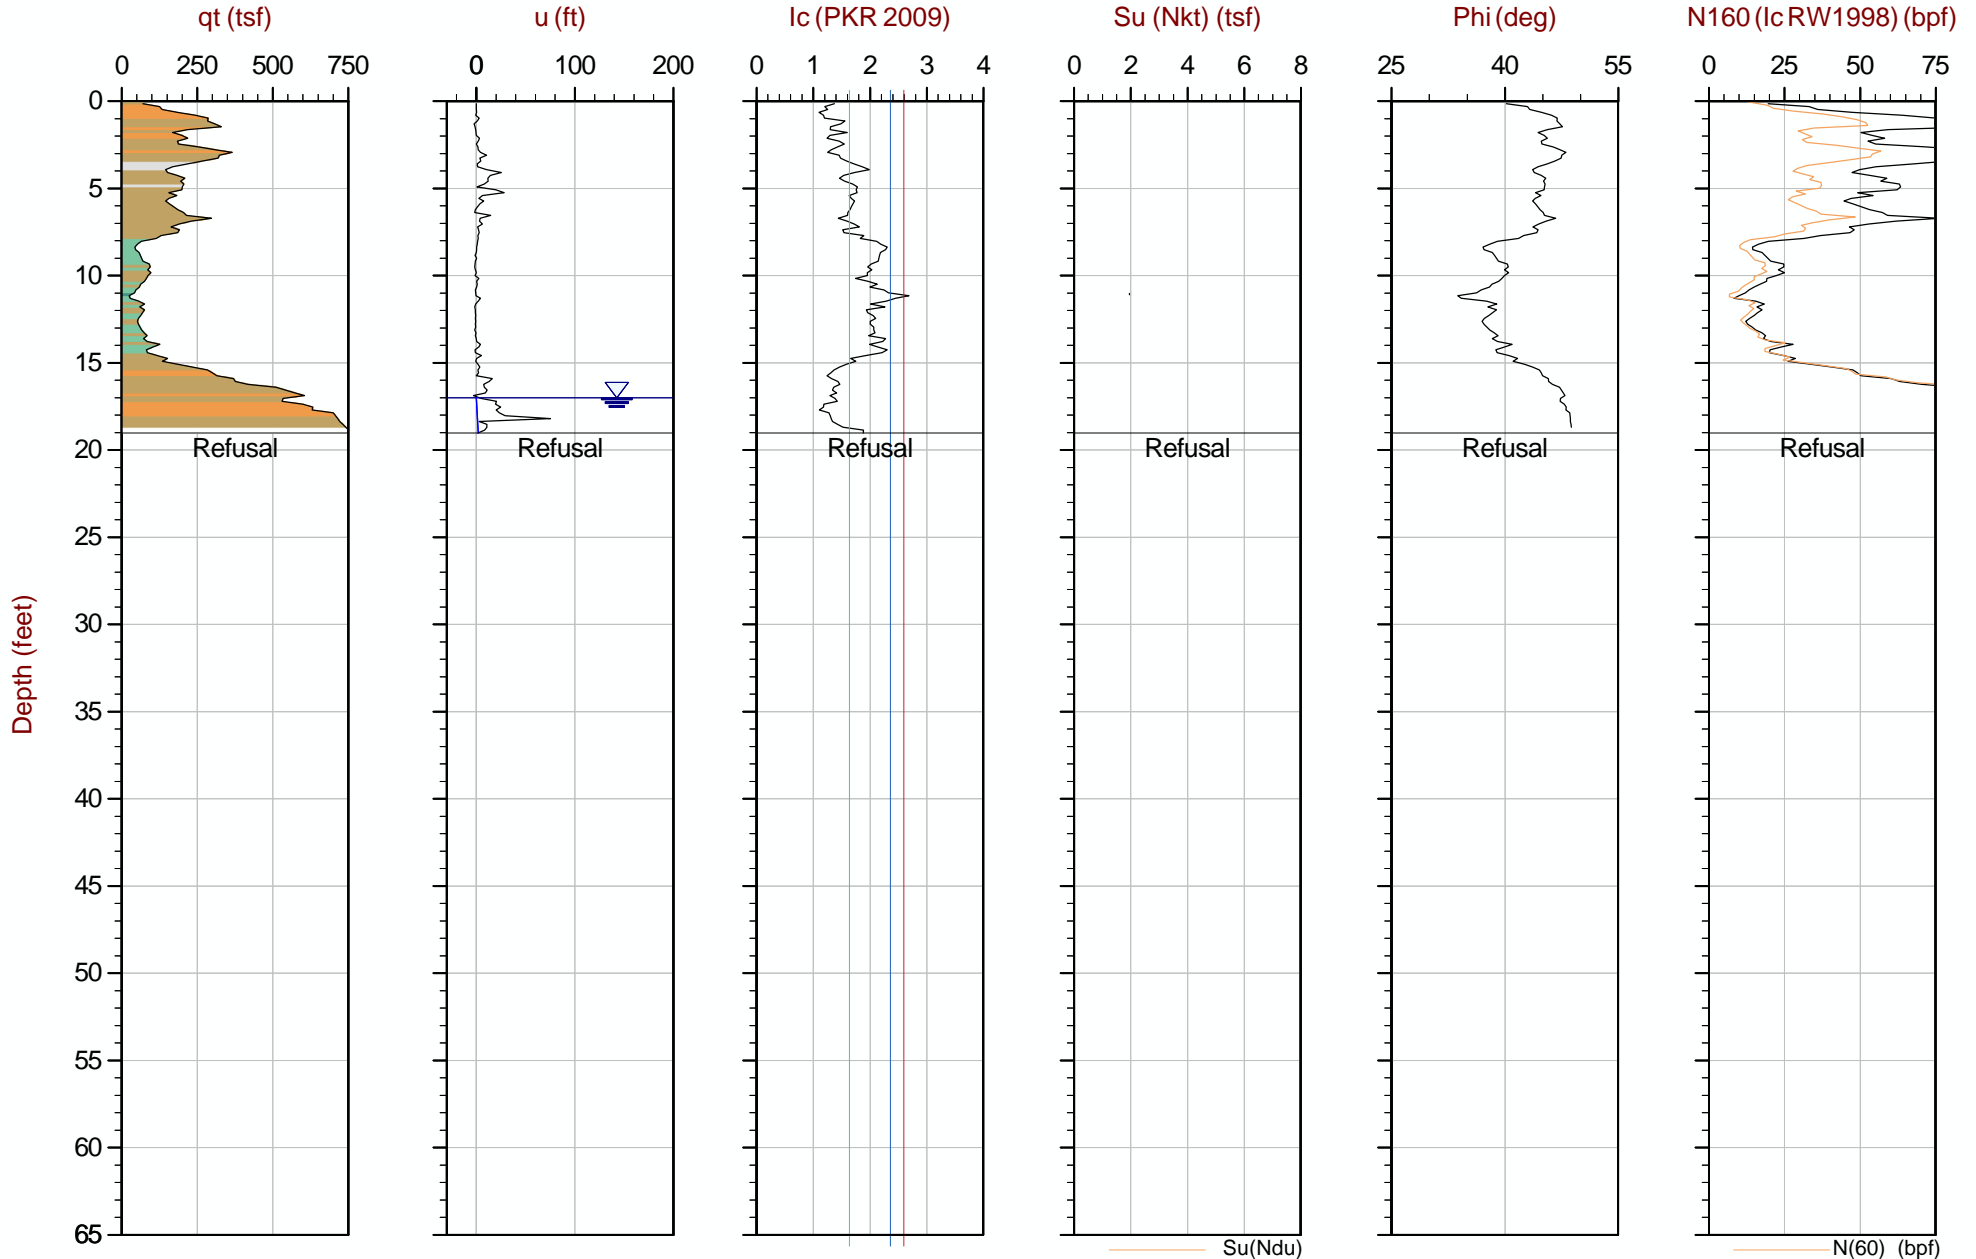 qt (tsf) u (ft) Ic (PKR 2009) Su (Nkt) (tsf) Phi (deg) N160 (Ic RW1998) (bpf)
0 250 500 750 0 100 200 0 1 2 3 4 0 2 4 6 8 25 40 55 0 25 50 75
0
5
10
15
Refusal Refusal Refusal Refusal Refusal Refusal
20
25
30
Depth (feet)
35
40
45
50
55
60
65
Su(Ndu) N(60) (bpf)